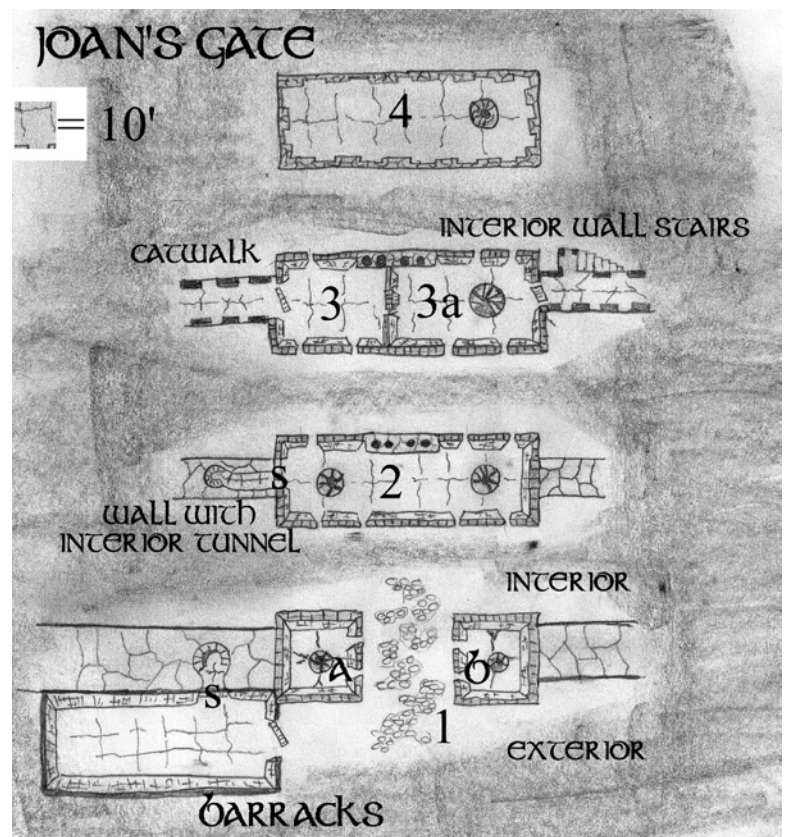 JOAN'S GATE
= 10'
4
INTERIOR WALL STAIRS
CATWALK
3
3a
S
2
WALL WITH
INTERIOR TUNNEL
INTERIOR
a
b
S
1
EXTERIOR
BARRACKS